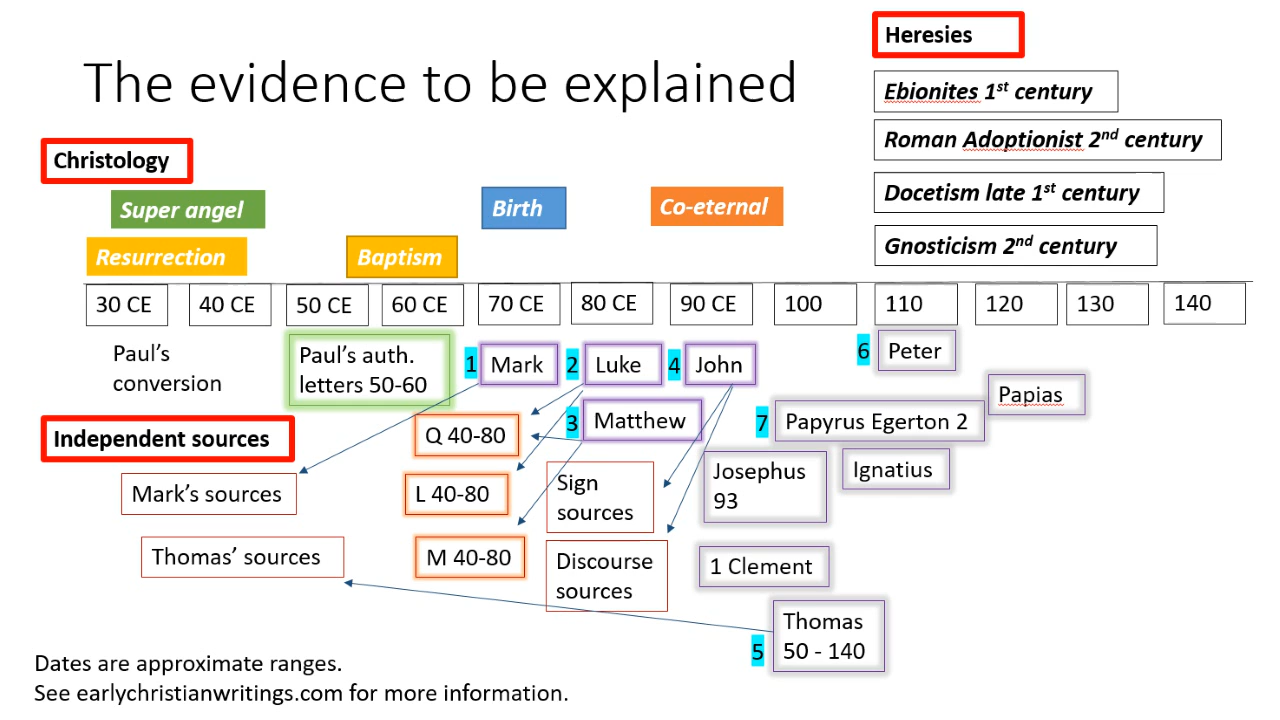 The evidence to be explained
Heresies
Ebionites 1st century
Roman Adoptionist 2nd century
Docetism late 1st century
Gnosticism 2nd century
Christology
Super angel
Birth
Co-eternal
Resurrection
Baptism
30 CE
40 CE
50 CE
60 CE
70 CE
80 CE
90 CE
100
110
120
130
140
Paul's
conversion
Paul's auth.
letters 50-60
1
Mark
2
Luke
4
John
6
Peter
Papias
Independent sources
Q 40-80
3
Matthew
7
Papyrus Egerton 2
Mark's sources
L 40-80
Sign
sources
Josephus
93
Ignatius
Thomas' sources
M 40-80
Discourse
sources
1 Clement
5
Thomas
50 - 140
Dates are approximate ranges.
See earlychristianwritings.com for more information.